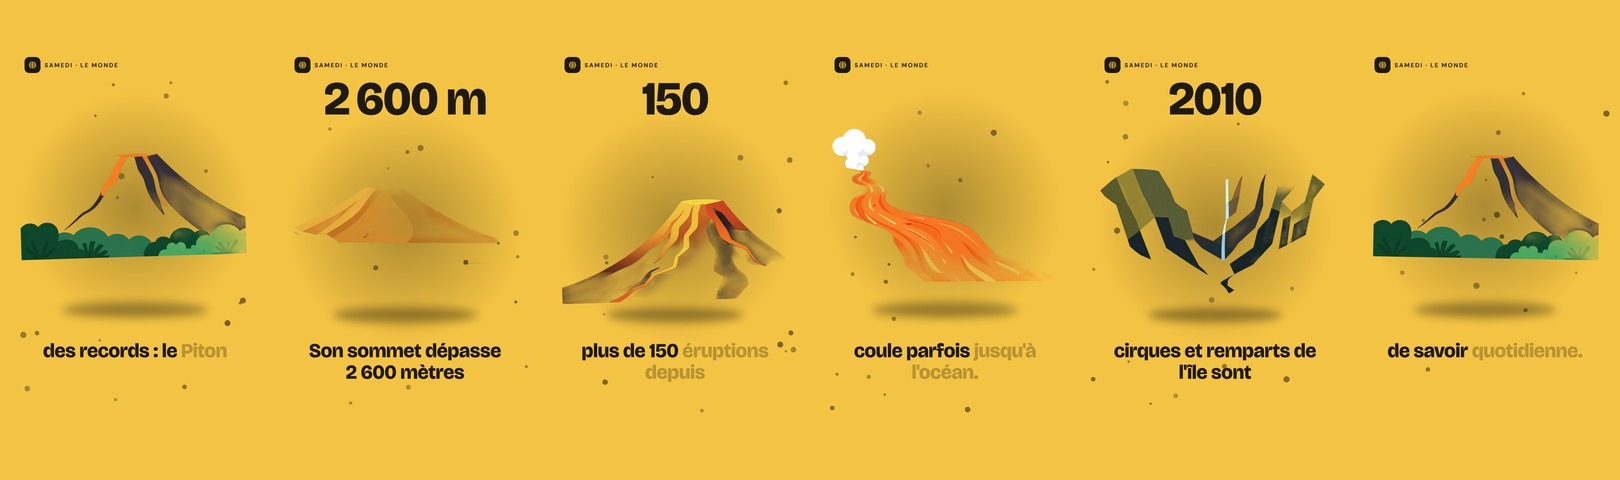 SAMEDI · LE MONDE
des records : le Piton
SAMEDI · LE MONDE
2 600 m
Son sommet dépasse
2 600 mètres
SAMEDI · LE MONDE
150
plus de 150 éruptions
depuis
SAMEDI · LE MONDE
coule parfois jusqu'à
l'océan.
SAMEDI · LE MONDE
2010
cirques et remparts de
l'île sont
SAMEDI · LE MONDE
de savoir quotidienne.